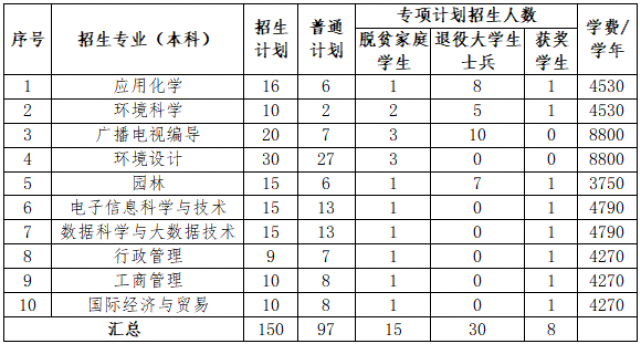 序号 招生专业（本科） 招生计划 普通计划 专项计划招生人数 学费/学年
脱贫家庭学生 退役大学生士兵 获奖学生
1 应用化学 16 6 1 8 1 4530
2 环境科学 10 2 2 5 1 4530
3 广播电视编导 20 7 3 10 0 8800
4 环境设计 30 27 3 0 0 8800
5 园林 15 6 1 7 1 3750
6 电子信息科学与技术 15 13 1 0 1 4790
7 数据科学与大数据技术 15 13 1 0 1 4790
8 行政管理 9 7 1 0 1 4270
9 工商管理 10 8 1 0 1 4270
10 国际经济与贸易 10 8 1 0 1 4270
汇总 150 97 15 30 8